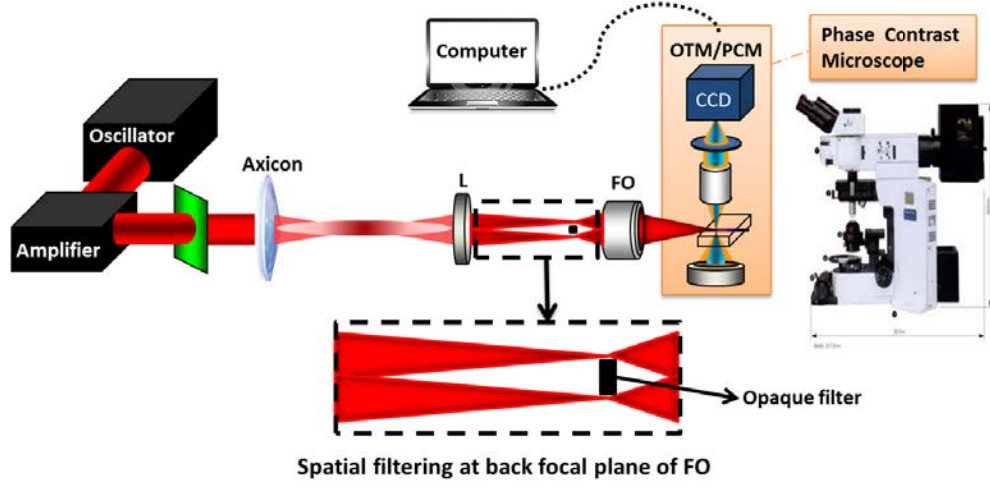 Computer
OTM/PCM
Phase Contrast
Microscope
CCD
Oscillator
Axicon
L
FO
Amplifier
Opaque filter
Spatial filtering at back focal plane of FO